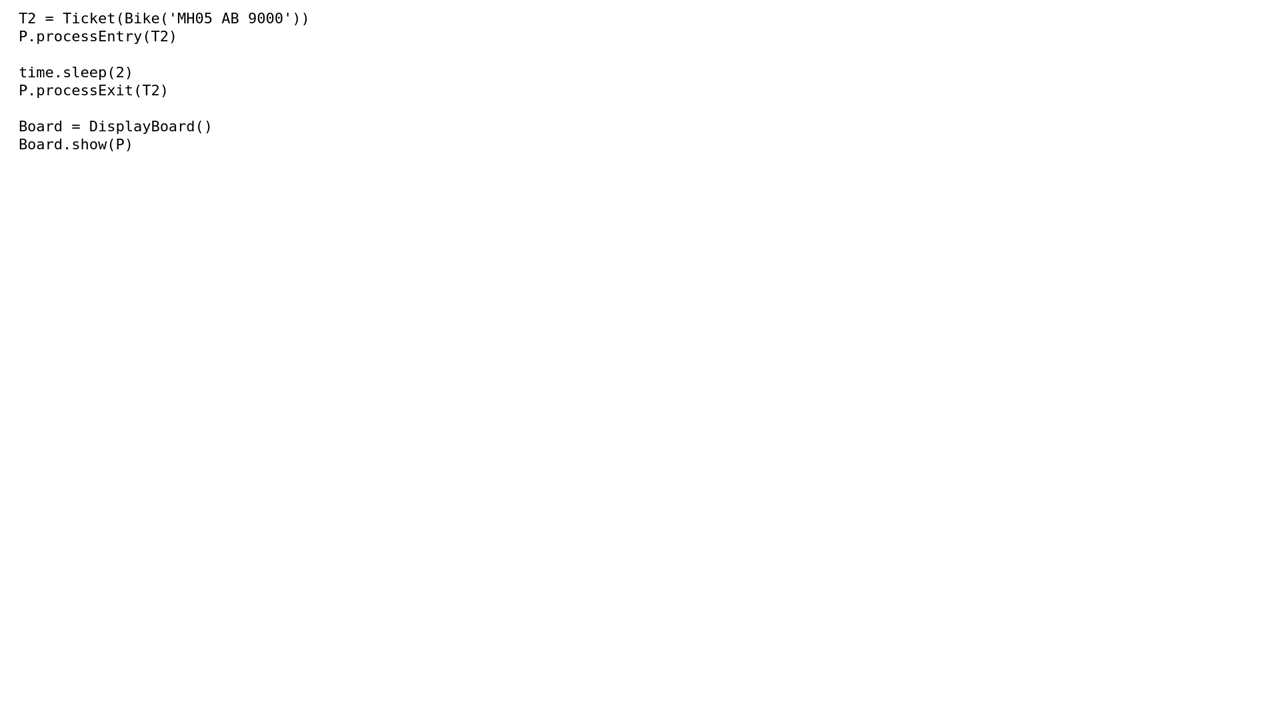 T2 = Ticket(Bike('MH05 AB 9000'))
P.processEntry(T2)

time.sleep(2)
P.processExit(T2)

Board = DisplayBoard()
Board.show(P)